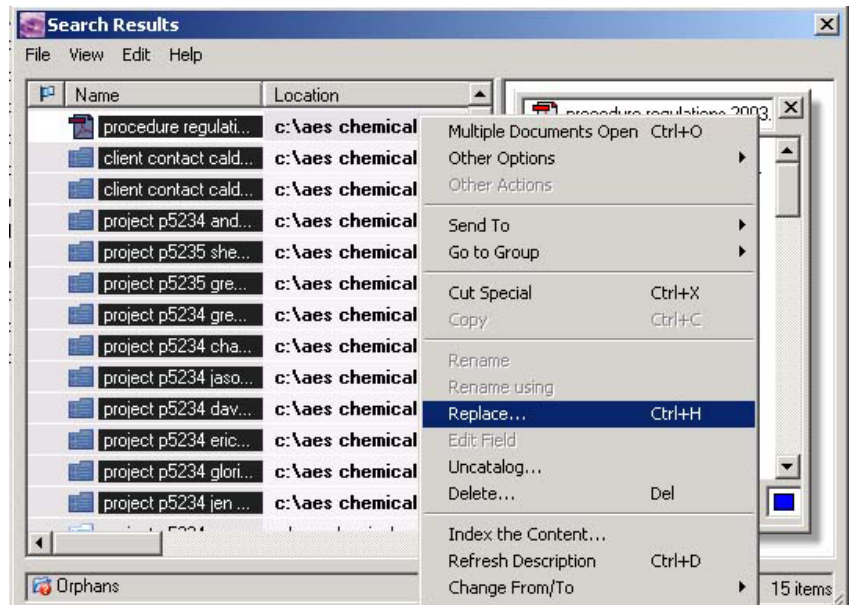 Search Results
File View Edit Help
Name Location
procedure regulati... c:\aes chemical
client contact cald... c:\aes chemical
client contact cald... c:\aes chemical
project p5234 and... c:\aes chemical
project p5235 she... c:\aes chemical
project p5235 gre... c:\aes chemical
project p5234 gre... c:\aes chemical
project p5234 cha... c:\aes chemical
project p5234 jaso... c:\aes chemical
project p5234 dav... c:\aes chemical
project p5234 eric... c:\aes chemical
project p5234 glori... c:\aes chemical
project p5234 jen ... c:\aes chemical
procedure regulations 2003.
Multiple Documents Open Ctrl+O
Other Options
Other Actions
Send To
Go to Group
Cut Special Ctrl+X
Copy Ctrl+C
Rename
Rename using
Replace... Ctrl+H
Edit Field
Uncatalog...
Delete... Del
Index the Content...
Refresh Description Ctrl+D
Change From/To
Orphans
15 items